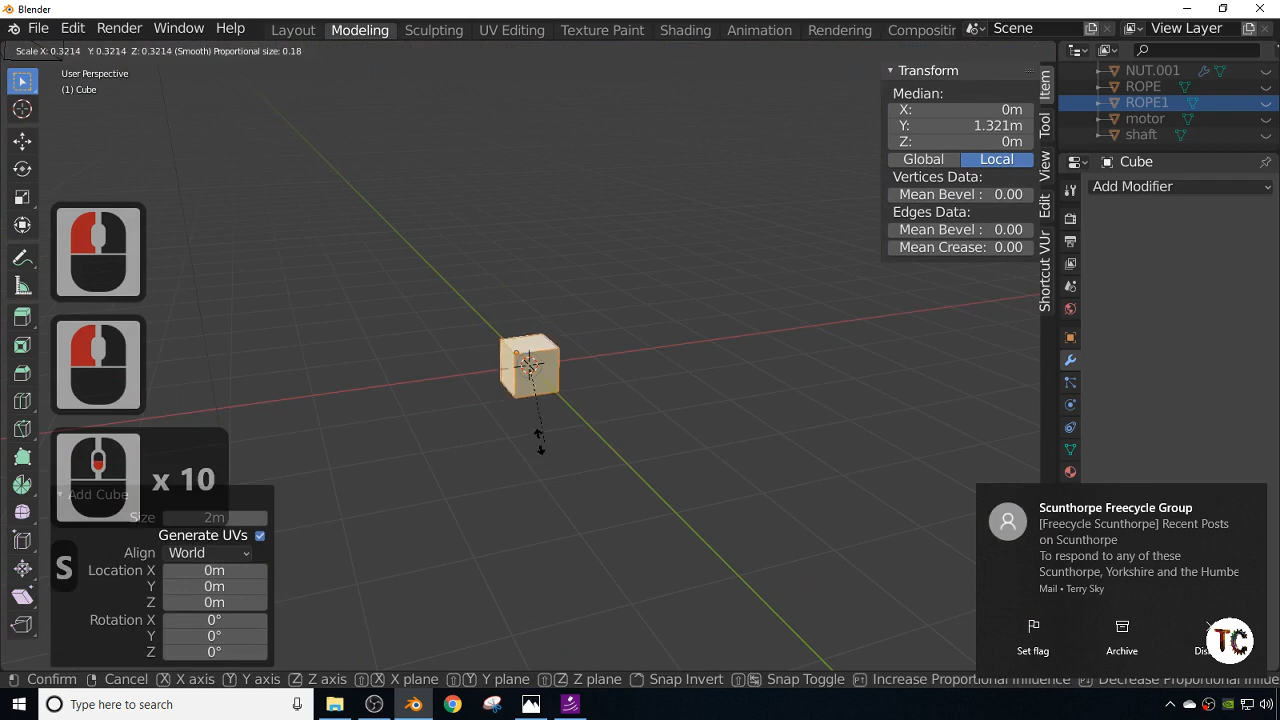 Blender
File Edit Render Window Help Layout Modeling Sculpting UV Editing Texture Paint Shading Animation Rendering Compositin Scene View Layer
Scale X: 0.3214 Y: 0.3214 Z: 0.3214 (Smooth) Proportional size: 0.18
User Perspective
(1) Cube
Transform
Median:
X: 0m
Y: 1.321m
Z: 0m
Global Local
Vertices Data:
Mean Bevel : 0.00
Edges Data:
Mean Bevel : 0.00
Mean Crease: 0.00
Item
Tool
View
Edit
Shortcut VUr
NUT.001
ROPE
ROPE1
motor
shaft
Cube
Add Modifier
x 10
S
Add Cube
Size 2m
Generate UVs
Align World
Location X 0m
Y 0m
Z 0m
Rotation X 0°
Y 0°
Z 0°
Scunthorpe Freecycle Group
[Freecycle Scunthorpe] Recent Posts
on Scunthorpe
To respond to any of these
Scunthorpe, Yorkshire and the Humbe
Mail • Terry Sky
Set flag Archive Dis
TC
Confirm Cancel X X axis Y Y axis Z Z axis X X plane Y Y plane Z Z plane Snap Invert Snap Toggle Increase Proportional Influence Decrease Proportional Influence
Type here to search